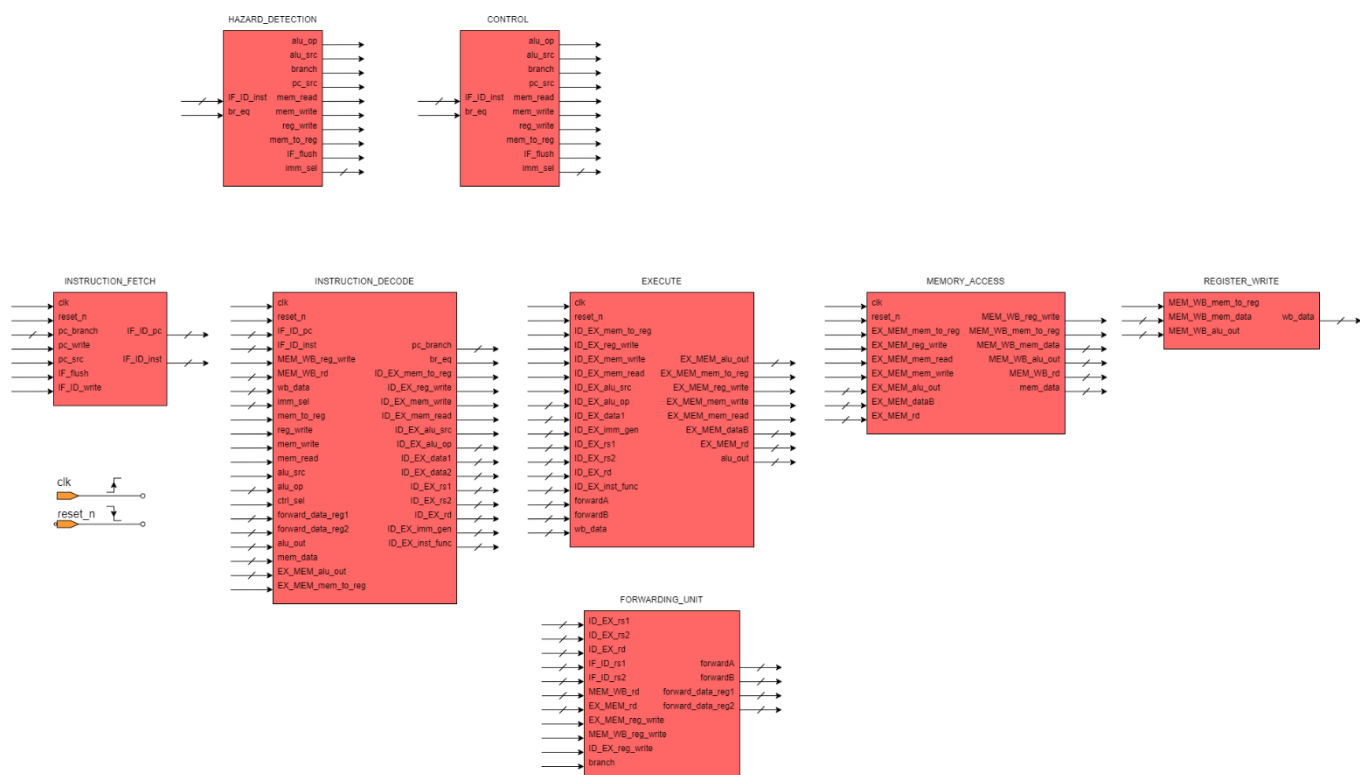 HAZARD_DETECTION
alu_op
alu_src
branch
pc_src
IF_ID_inst mem_read
br_eq mem_write
reg_write
mem_to_reg
IF_flush
imm_sel
CONTROL
alu_op
alu_src
branch
pc_src
IF_ID_inst mem_read
br_eq mem_write
reg_write
mem_to_reg
IF_flush
imm_sel
INSTRUCTION_FETCH
clk
reset_n
pc_branch IF_ID_pc
pc_write
pc_src IF_ID_inst
IF_flush
IF_ID_write
INSTRUCTION_DECODE
clk
reset_n
IF_ID_pc
IF_ID_inst pc_branch
MEM_WB_reg_write br_eq
MEM_WB_rd ID_EX_mem_to_reg
wb_data ID_EX_reg_write
imm_sel ID_EX_mem_write
mem_to_reg ID_EX_mem_read
reg_write ID_EX_alu_src
mem_write ID_EX_alu_op
mem_read ID_EX_data1
alu_src ID_EX_data2
alu_op ID_EX_rs1
ctrl_sel ID_EX_rs2
forward_data_reg1 ID_EX_rd
forward_data_reg2 ID_EX_imm_gen
alu_out ID_EX_inst_func
mem_data
EX_MEM_alu_out
EX_MEM_mem_to_reg
EXECUTE
clk
reset_n
ID_EX_mem_to_reg
ID_EX_reg_write
ID_EX_mem_write EX_MEM_alu_out
ID_EX_mem_read EX_MEM_mem_to_reg
ID_EX_alu_src EX_MEM_reg_write
ID_EX_alu_op EX_MEM_mem_write
ID_EX_data1 EX_MEM_mem_read
ID_EX_imm_gen EX_MEM_dataB
ID_EX_rs1 EX_MEM_rd
ID_EX_rs2 alu_out
ID_EX_rd
ID_EX_inst_func
forwardA
forwardB
wb_data
MEMORY_ACCESS
clk
reset_n MEM_WB_reg_write
EX_MEM_mem_to_reg MEM_WB_mem_to_reg
EX_MEM_reg_write MEM_WB_mem_data
EX_MEM_mem_read MEM_WB_alu_out
EX_MEM_mem_write MEM_WB_rd
EX_MEM_alu_out mem_data
EX_MEM_dataB
EX_MEM_rd
REGISTER_WRITE
MEM_WB_mem_to_reg
MEM_WB_mem_data wb_data
MEM_WB_alu_out
clk
reset_n
FORWARDING_UNIT
ID_EX_rs1
ID_EX_rs2
ID_EX_rd
IF_ID_rs1 forwardA
IF_ID_rs2 forwardB
MEM_WB_rd forward_data_reg1
EX_MEM_rd forward_data_reg2
EX_MEM_reg_write
MEM_WB_reg_write
ID_EX_reg_write
branch